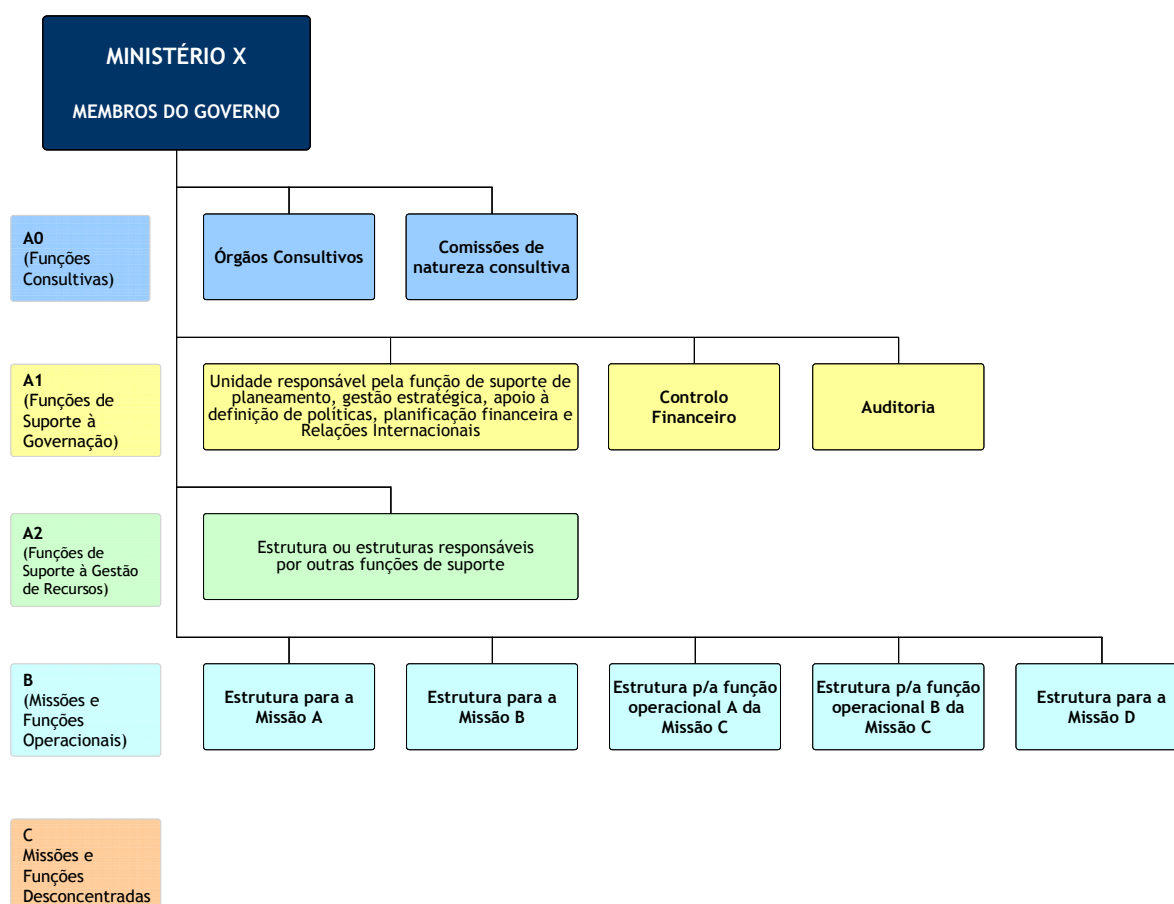 MINISTÉRIO X
MEMBROS DO GOVERNO
A0
(Funções
Consultivas)
Órgãos Consultivos
Comissões de
natureza consultiva
A1
(Funções de
Suporte à
Governação)
Unidade responsável pela função de suporte de
planeamento, gestão estratégica, apoio à
definição de políticas, planificação financeira e
Relações Internacionais
Controlo
Financeiro
Auditoria
A2
(Funções de
Suporte à Gestão
de Recursos)
Estrutura ou estruturas responsáveis
por outras funções de suporte
B
(Missões e
Funções
Operacionais)
Estrutura para a
Missão A
Estrutura para a
Missão B
Estrutura p/a função
operacional A da
Missão C
Estrutura p/a função
operacional B da
Missão C
Estrutura para a
Missão D
C
Missões e
Funções
Desconcentradas